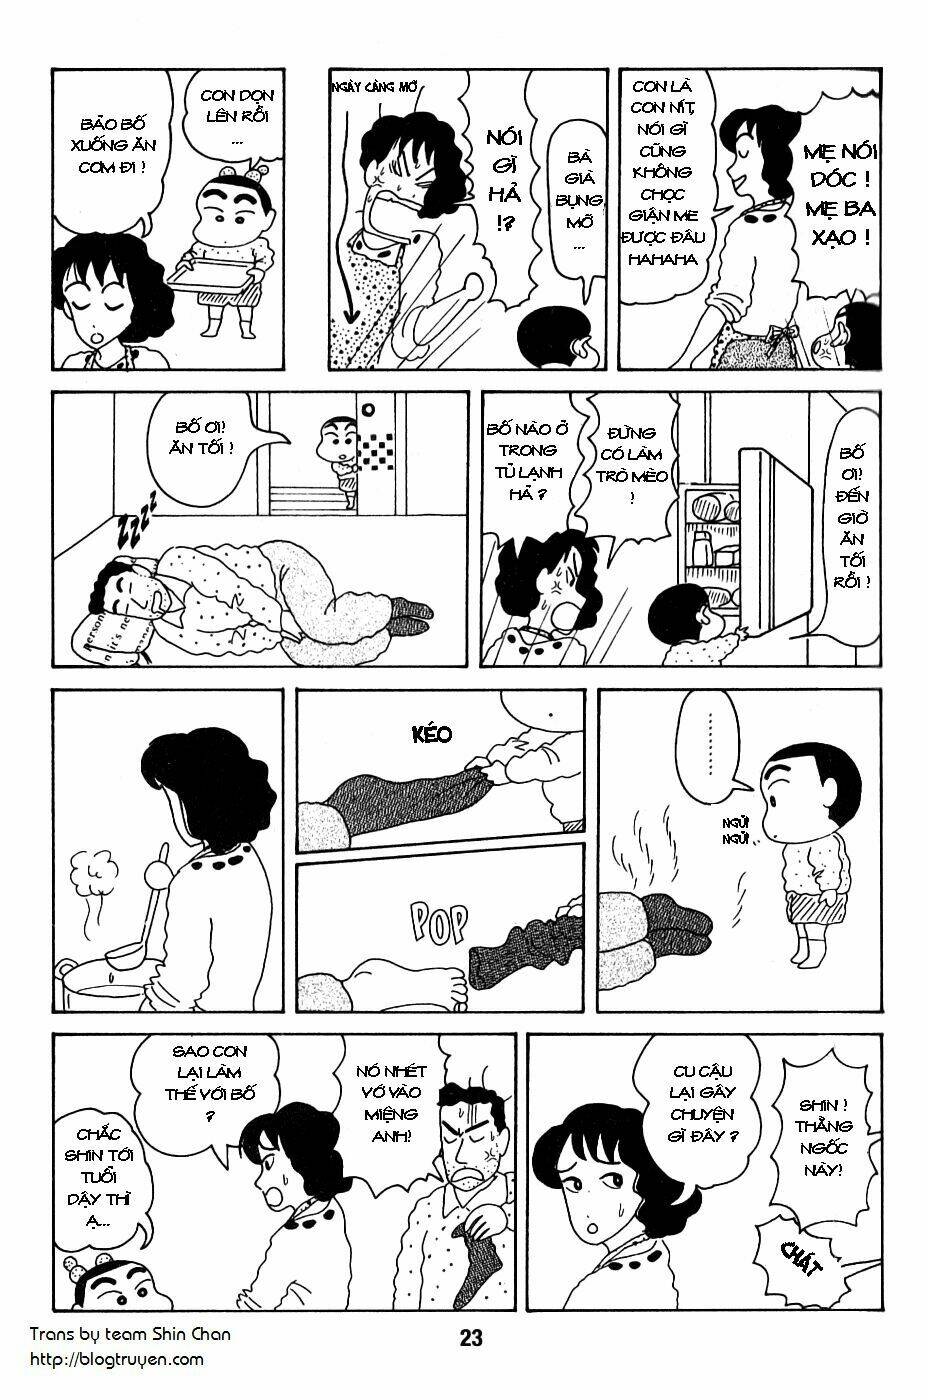 MẸ NÓI
DÓC !
MẸ BA
XẠO !
CON LÀ
CON NÍT,
NÓI GÌ
CŨNG
KHÔNG
CHỌC
GIẬN MẸ
ĐƯỢC ĐÂU
HAHAHA
BÀ
GIÀ
BỤNG
MỠ
...
NÓI
GÌ
HẢ
!?
NGÀY CÀNG MỠ
CON DỌN
LÊN RỒI
...
BẢO BỐ
XUỐNG ĂN
CƠM ĐI !
BỐ
ƠI!
ĐẾN
GIỜ
ĂN
TỐI
RỒI !
ĐỪNG
CÓ LÀM
TRÒ MÈO
!
BỐ NÀO Ở
TRONG
TỦ LẠNH
HẢ ?
BỐ ƠI!
ĂN TỐI !
ZZZZ
.........
NGỬI
NGỬI
KÉO
POP
SHIN !
THẰNG
NGỐC
NÀY!
CHÁT
CU CẬU
LẠI GÂY
CHUYỆN
GÌ ĐÂY ?
NÓ NHÉT
VỚ VÀO
MIỆNG
ANH!
SAO CON
LẠI LÀM
THẾ VỚI BỐ
?
CHẮC
SHIN TỚI
TUỔI
DẬY THÌ
Ạ...
Trans by team Shin Chan
http://blogtruyen.com
23